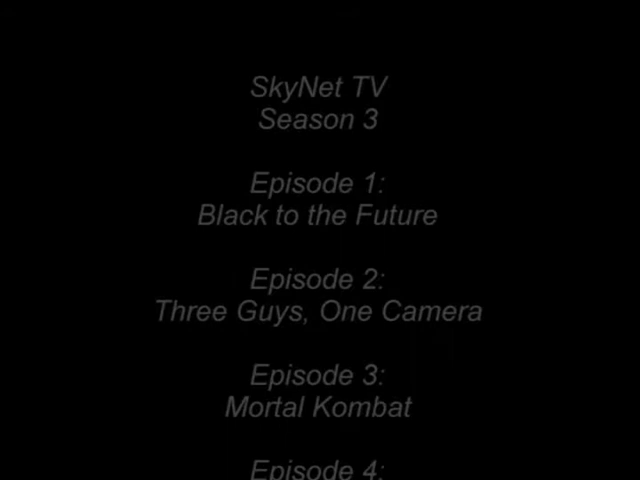 SkyNet TV
Season 3
Episode 1:
Black to the Future
Episode 2:
Three Guys, One Camera
Episode 3:
Mortal Kombat
Episode 4: